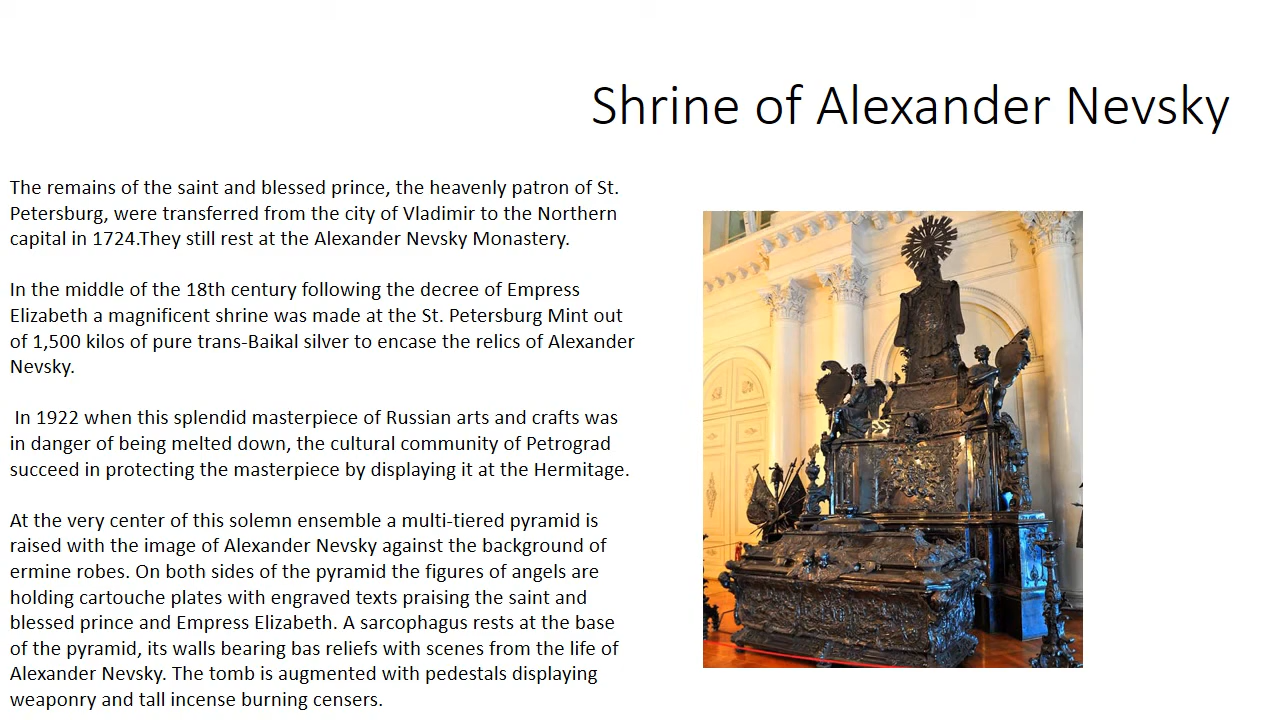 Shrine of Alexander Nevsky
The remains of the saint and blessed prince, the heavenly patron of St.
Petersburg, were transferred from the city of Vladimir to the Northern
capital in 1724.They still rest at the Alexander Nevsky Monastery.
In the middle of the 18th century following the decree of Empress
Elizabeth a magnificent shrine was made at the St. Petersburg Mint out
of 1,500 kilos of pure trans-Baikal silver to encase the relics of Alexander
Nevsky.
In 1922 when this splendid masterpiece of Russian arts and crafts was
in danger of being melted down, the cultural community of Petrograd
succeed in protecting the masterpiece by displaying it at the Hermitage.
At the very center of this solemn ensemble a multi-tiered pyramid is
raised with the image of Alexander Nevsky against the background of
ermine robes. On both sides of the pyramid the figures of angels are
holding cartouche plates with engraved texts praising the saint and
blessed prince and Empress Elizabeth. A sarcophagus rests at the base
of the pyramid, its walls bearing bas reliefs with scenes from the life of
Alexander Nevsky. The tomb is augmented with pedestals displaying
weaponry and tall incense burning censers.